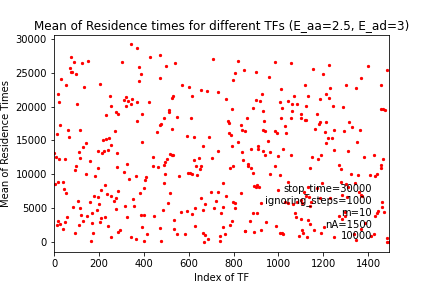 Mean of Residence times for different TFs (E_aa=2.5, E_ad=3)
30000
25000
20000
15000
10000
5000
0
Mean of Residence Times
stop_time=30000
ignoring_steps=1000
m=10
nA=1500
10000
0 200 400 600 800 1000 1200 1400
Index of TF